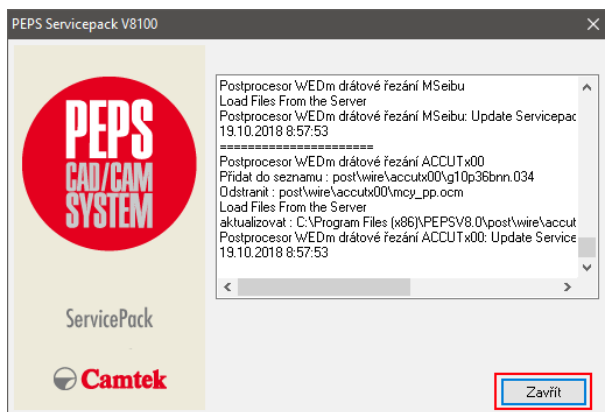 PEPS Servicepack V8100
PEPS
CAD/CAM
SYSTEM
ServicePack
Camtek
Postprocesor WEDm drátové řezání MSeibu
Load Files From the Server
Postprocesor WEDm drátové řezání MSeibu: Update Servicepac
19.10.2018 8:57:53
======================
Postprocesor WEDm drátové řezání ACCUTx00
Přidat do seznamu : post\wire\accutx00\g10p36bnn.034
Odstranit : post\wire\accutx00\mcy_pp.ocm
Load Files From the Server
aktualizovat : C:\Program Files (x86)\PEPSV8.0\post\wire\accut
Postprocesor WEDm drátové řezání ACCUTx00: Update Service
19.10.2018 8:57:53
Zavřít